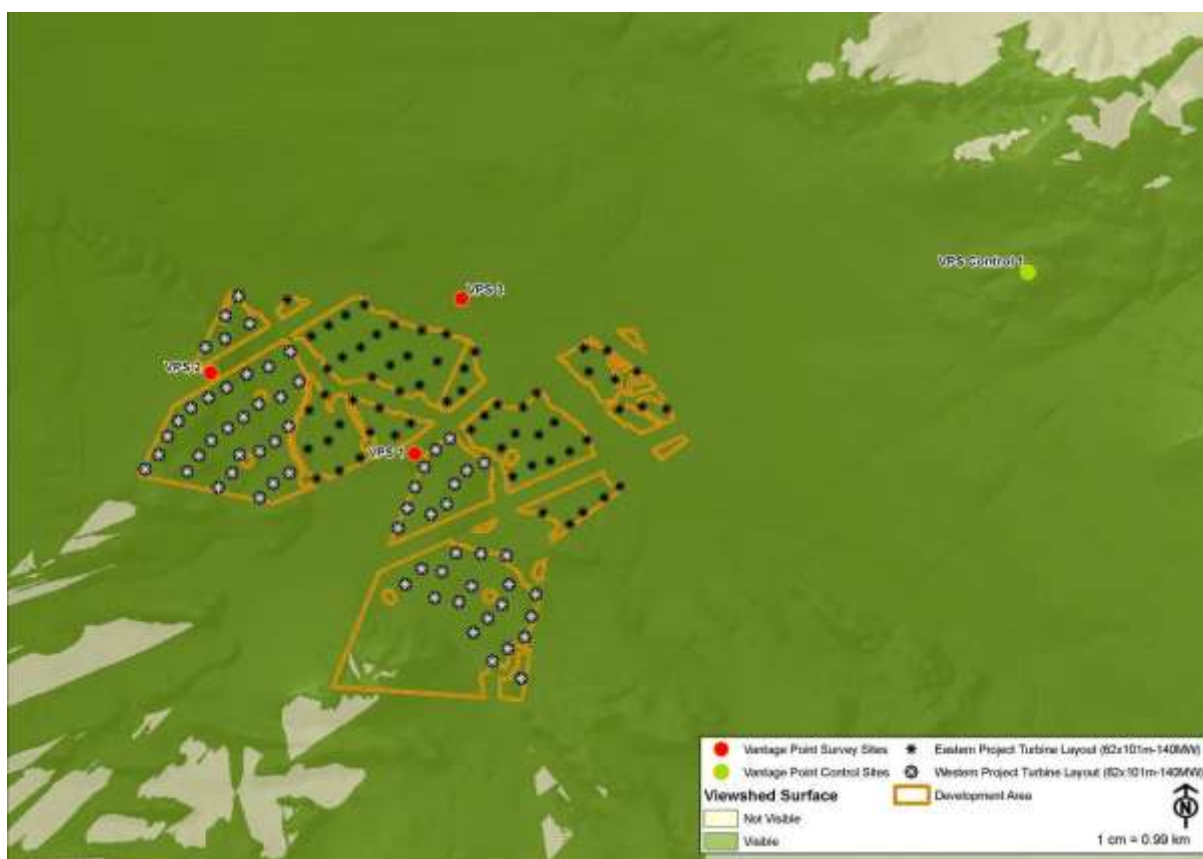 VPS Control 1
VPS 3
VPS 2
VPS 1
Vantage Point Survey Sites
Eastern Project Turbine Layout (62x101m-140MW)
Vantage Point Control Sites
Western Project Turbine Layout (62x101m-140MW)
Viewshed Surface
Development Area
Not Visible
Visible
N
1 cm = 0.99 km